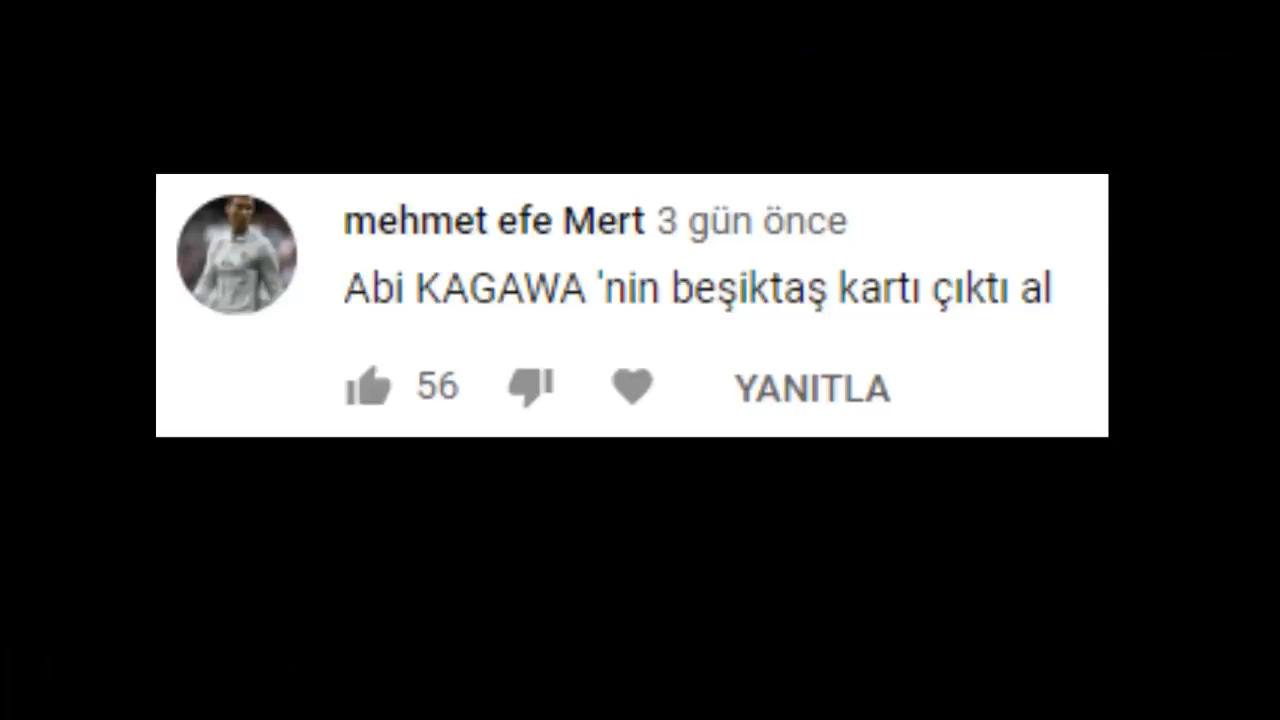 mehmet efe Mert 3 gün önce
Abi KAGAWA 'nin beşiktaş kartı çıktı al
56 YANITLA